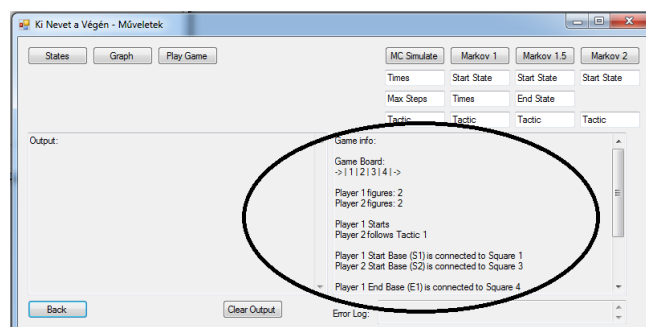 Ki Nevet a Végén - Műveletek
States Graph Play Game MC Simulate Markov 1 Markov 1.5 Markov 2
Times Start State Start State Start State
Max Steps Times End State
Tactic Tactic Tactic Tactic
Output:
Game info:
Game Board:
-> | 1 | 2 | 3 | 4 | ->
Player 1 figures: 2
Player 2 figures: 2
Player 1 Starts
Player 2 follows Tactic 1
Player 1 Start Base (S1) is connected to Square 1
Player 2 Start Base (S2) is connected to Square 3
Player 1 End Base (E1) is connected to Square 4
Back Clear Output Error Log: